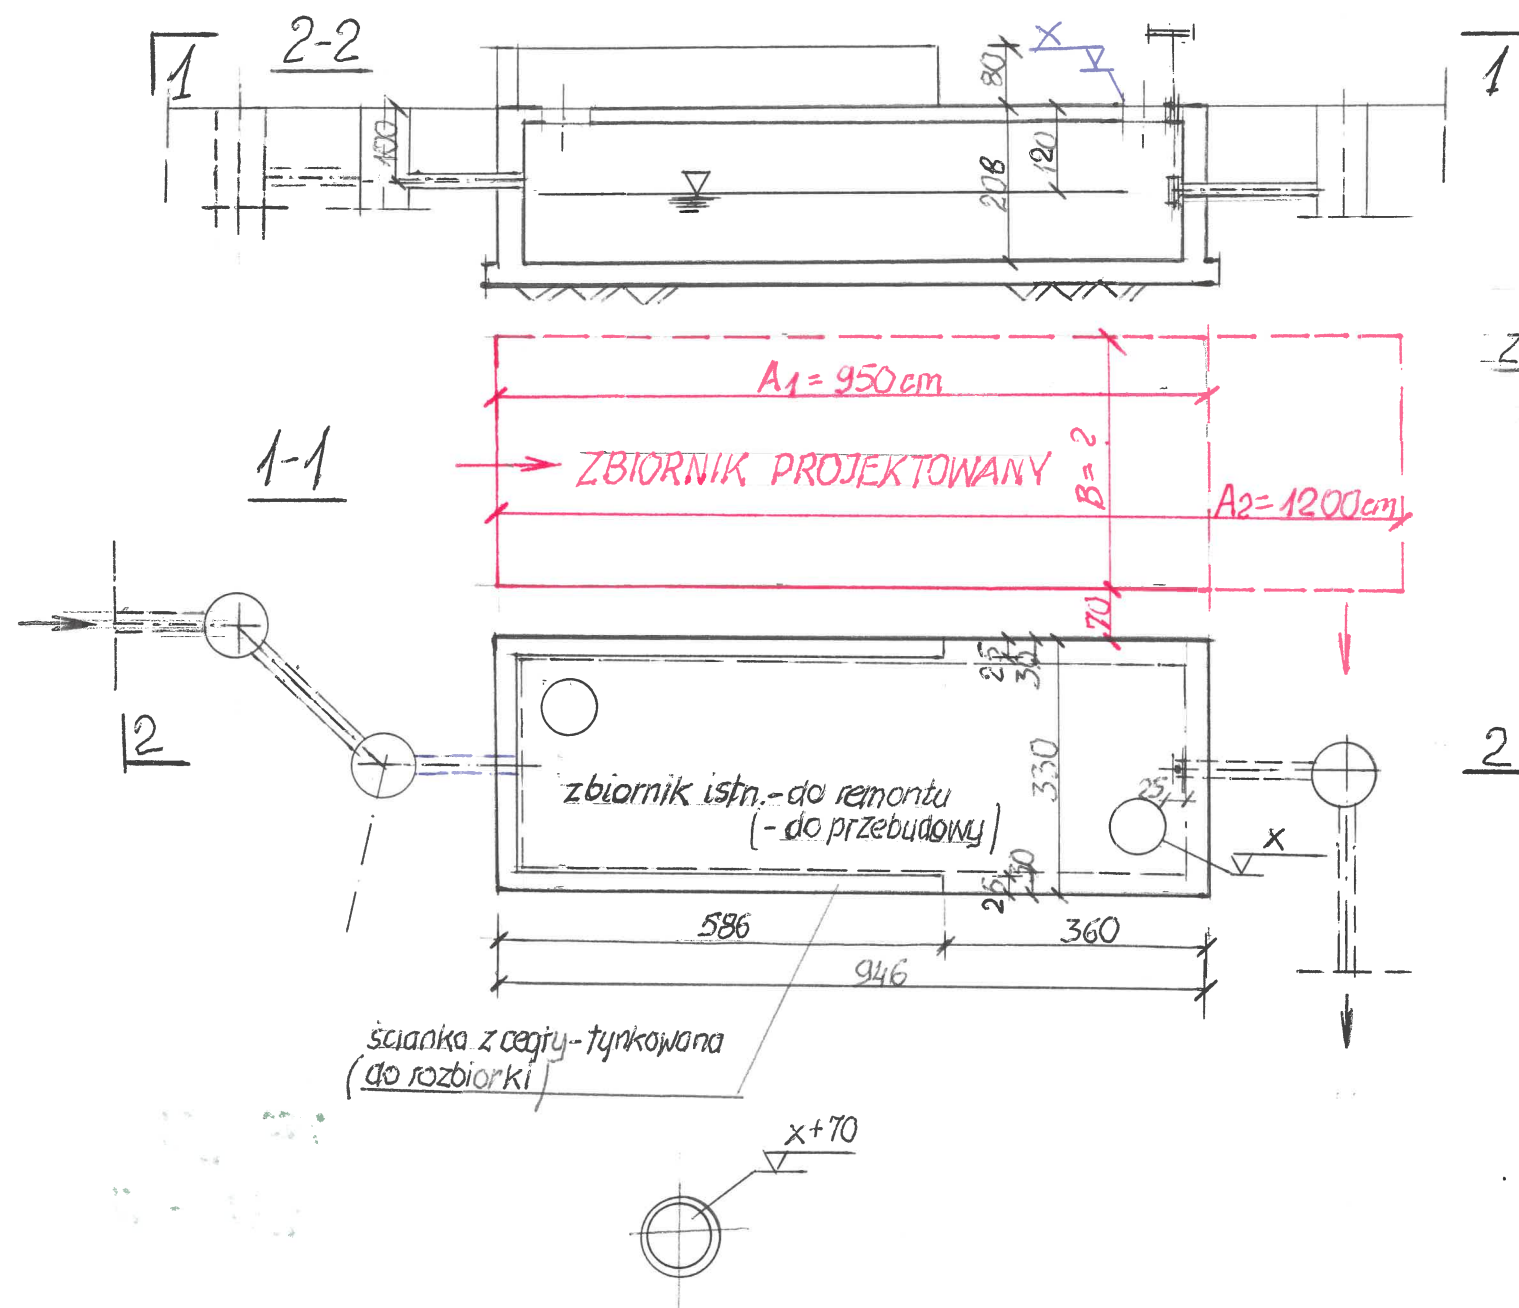 1
2-2
80
x
1
100
208
120
2
A1 = 950 cm
1-1
ZBIORNIK PROJEKTOWANY
B = ?
A2 = 1200 cm
70
25
30
2
330
2
zbiornik istn.-do remontu
(-do przebudowy)
25
x
25
30
586
360
946
ścianka z cegły-tynkowana
(do rozbiorki)
x+70